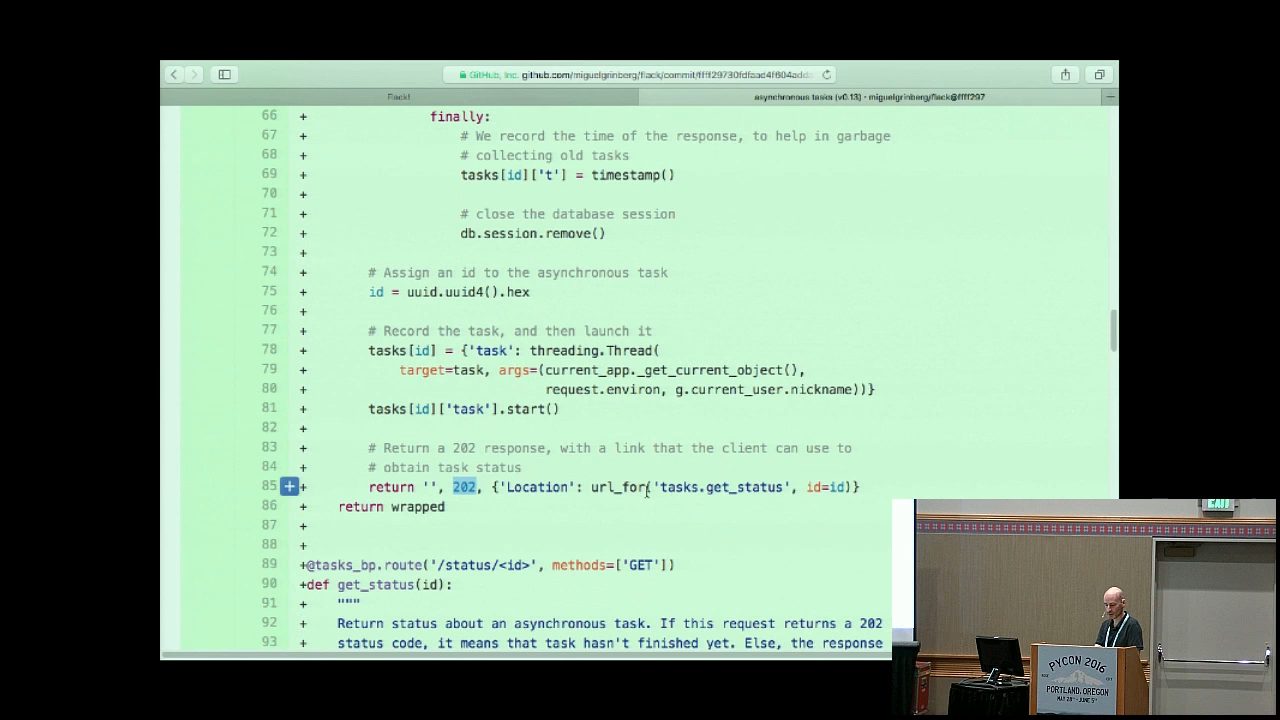 GitHub, Inc. github.com/miguelgrinberg/flack/commit/ffff29730fdfaad4f604adda
Flack!
asynchronous tasks (v0.13) • miguelgrinberg/flack@ffff297
66 + finally:
67 + # We record the time of the response, to help in garbage
68 + # collecting old tasks
69 + tasks[id]['t'] = timestamp()
70 +
71 + # close the database session
72 + db.session.remove()
73 +
74 + # Assign an id to the asynchronous task
75 + id = uuid.uuid4().hex
76 +
77 + # Record the task, and then launch it
78 + tasks[id] = {'task': threading.Thread(
79 + target=task, args=(current_app._get_current_object(),
80 + request.environ, g.current_user.nickname))}
81 + tasks[id]['task'].start()
82 +
83 + # Return a 202 response, with a link that the client can use to
84 + # obtain task status
85 + return '', 202, {'Location': url_for('tasks.get_status', id=id)}
86 + return wrapped
87 +
88 +
89 +@tasks_bp.route('/status/<id>', methods=['GET'])
90 +def get_status(id):
91 + """
92 + Return status about an asynchronous task. If this request returns a 202
93 + status code, it means that task hasn't finished yet. Else, the response
EXIT
PYCON 2016
PORTLAND, OREGON
MAY 28TH - JUNE 5TH